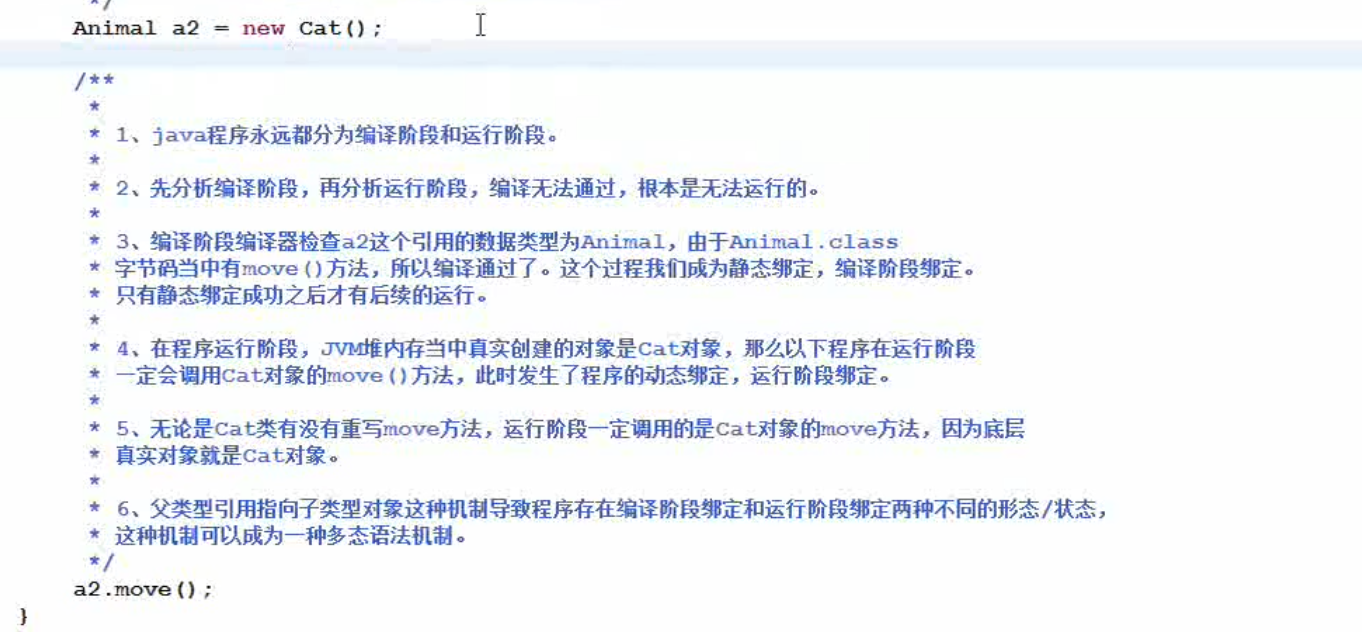 */
Animal a2 = new Cat();
/**
*
* 1、java程序永远都分为编译阶段和运行阶段。
*
* 2、先分析编译阶段，再分析运行阶段，编译无法通过，根本是无法运行的。
*
* 3、编译阶段编译器检查a2这个引用的数据类型为Animal，由于Animal.class
* 字节码当中有move()方法，所以编译通过了。这个过程我们成为静态绑定，编译阶段绑定。
* 只有静态绑定成功之后才有后续的运行。
*
* 4、在程序运行阶段，JVM堆内存当中真实创建的对象是Cat对象，那么以下程序在运行阶段
* 一定会调用Cat对象的move()方法，此时发生了程序的动态绑定，运行阶段绑定。
*
* 5、无论是Cat类有没有重写move方法，运行阶段一定调用的是Cat对象的move方法，因为底层
* 真实对象就是Cat对象。
*
* 6、父类型引用指向子类型对象这种机制导致程序存在编译阶段绑定和运行阶段绑定两种不同的形态/状态，
* 这种机制可以成为一种多态语法机制。
*/
a2.move();
}